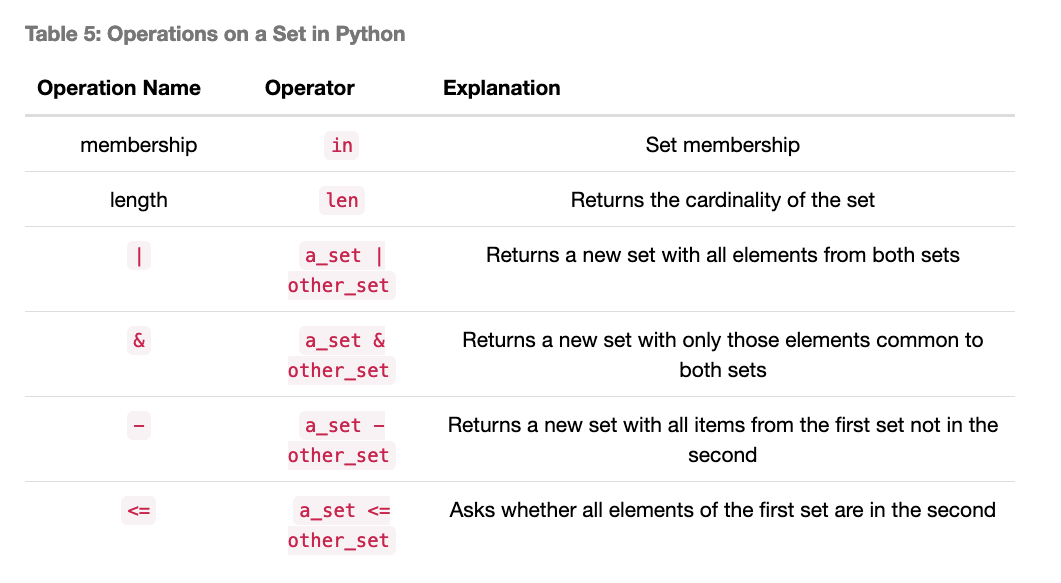 Table 5: Operations on a Set in Python
Operation Name Operator Explanation
membership in Set membership
length len Returns the cardinality of the set
| a_set | Returns a new set with all elements from both sets
other_set
& a_set & Returns a new set with only those elements common to
other_set both sets
- a_set - Returns a new set with all items from the first set not in the
other_set second
<= a_set <= Asks whether all elements of the first set are in the second
other_set